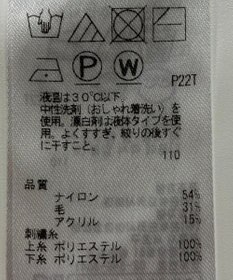 P W
P22T
液温は30℃以下、
中性洗剤(おしゃれ着洗い)を
使用。漂白剤は液体タイプを使
用。よくすすぎ、絞りの後すぐ
に干すこと。
110
品質
ナイロン 54%
毛 31%
アクリル 15%
刺繍糸
上糸 ポリエステル 100%
下糸 ポリエステル 100%